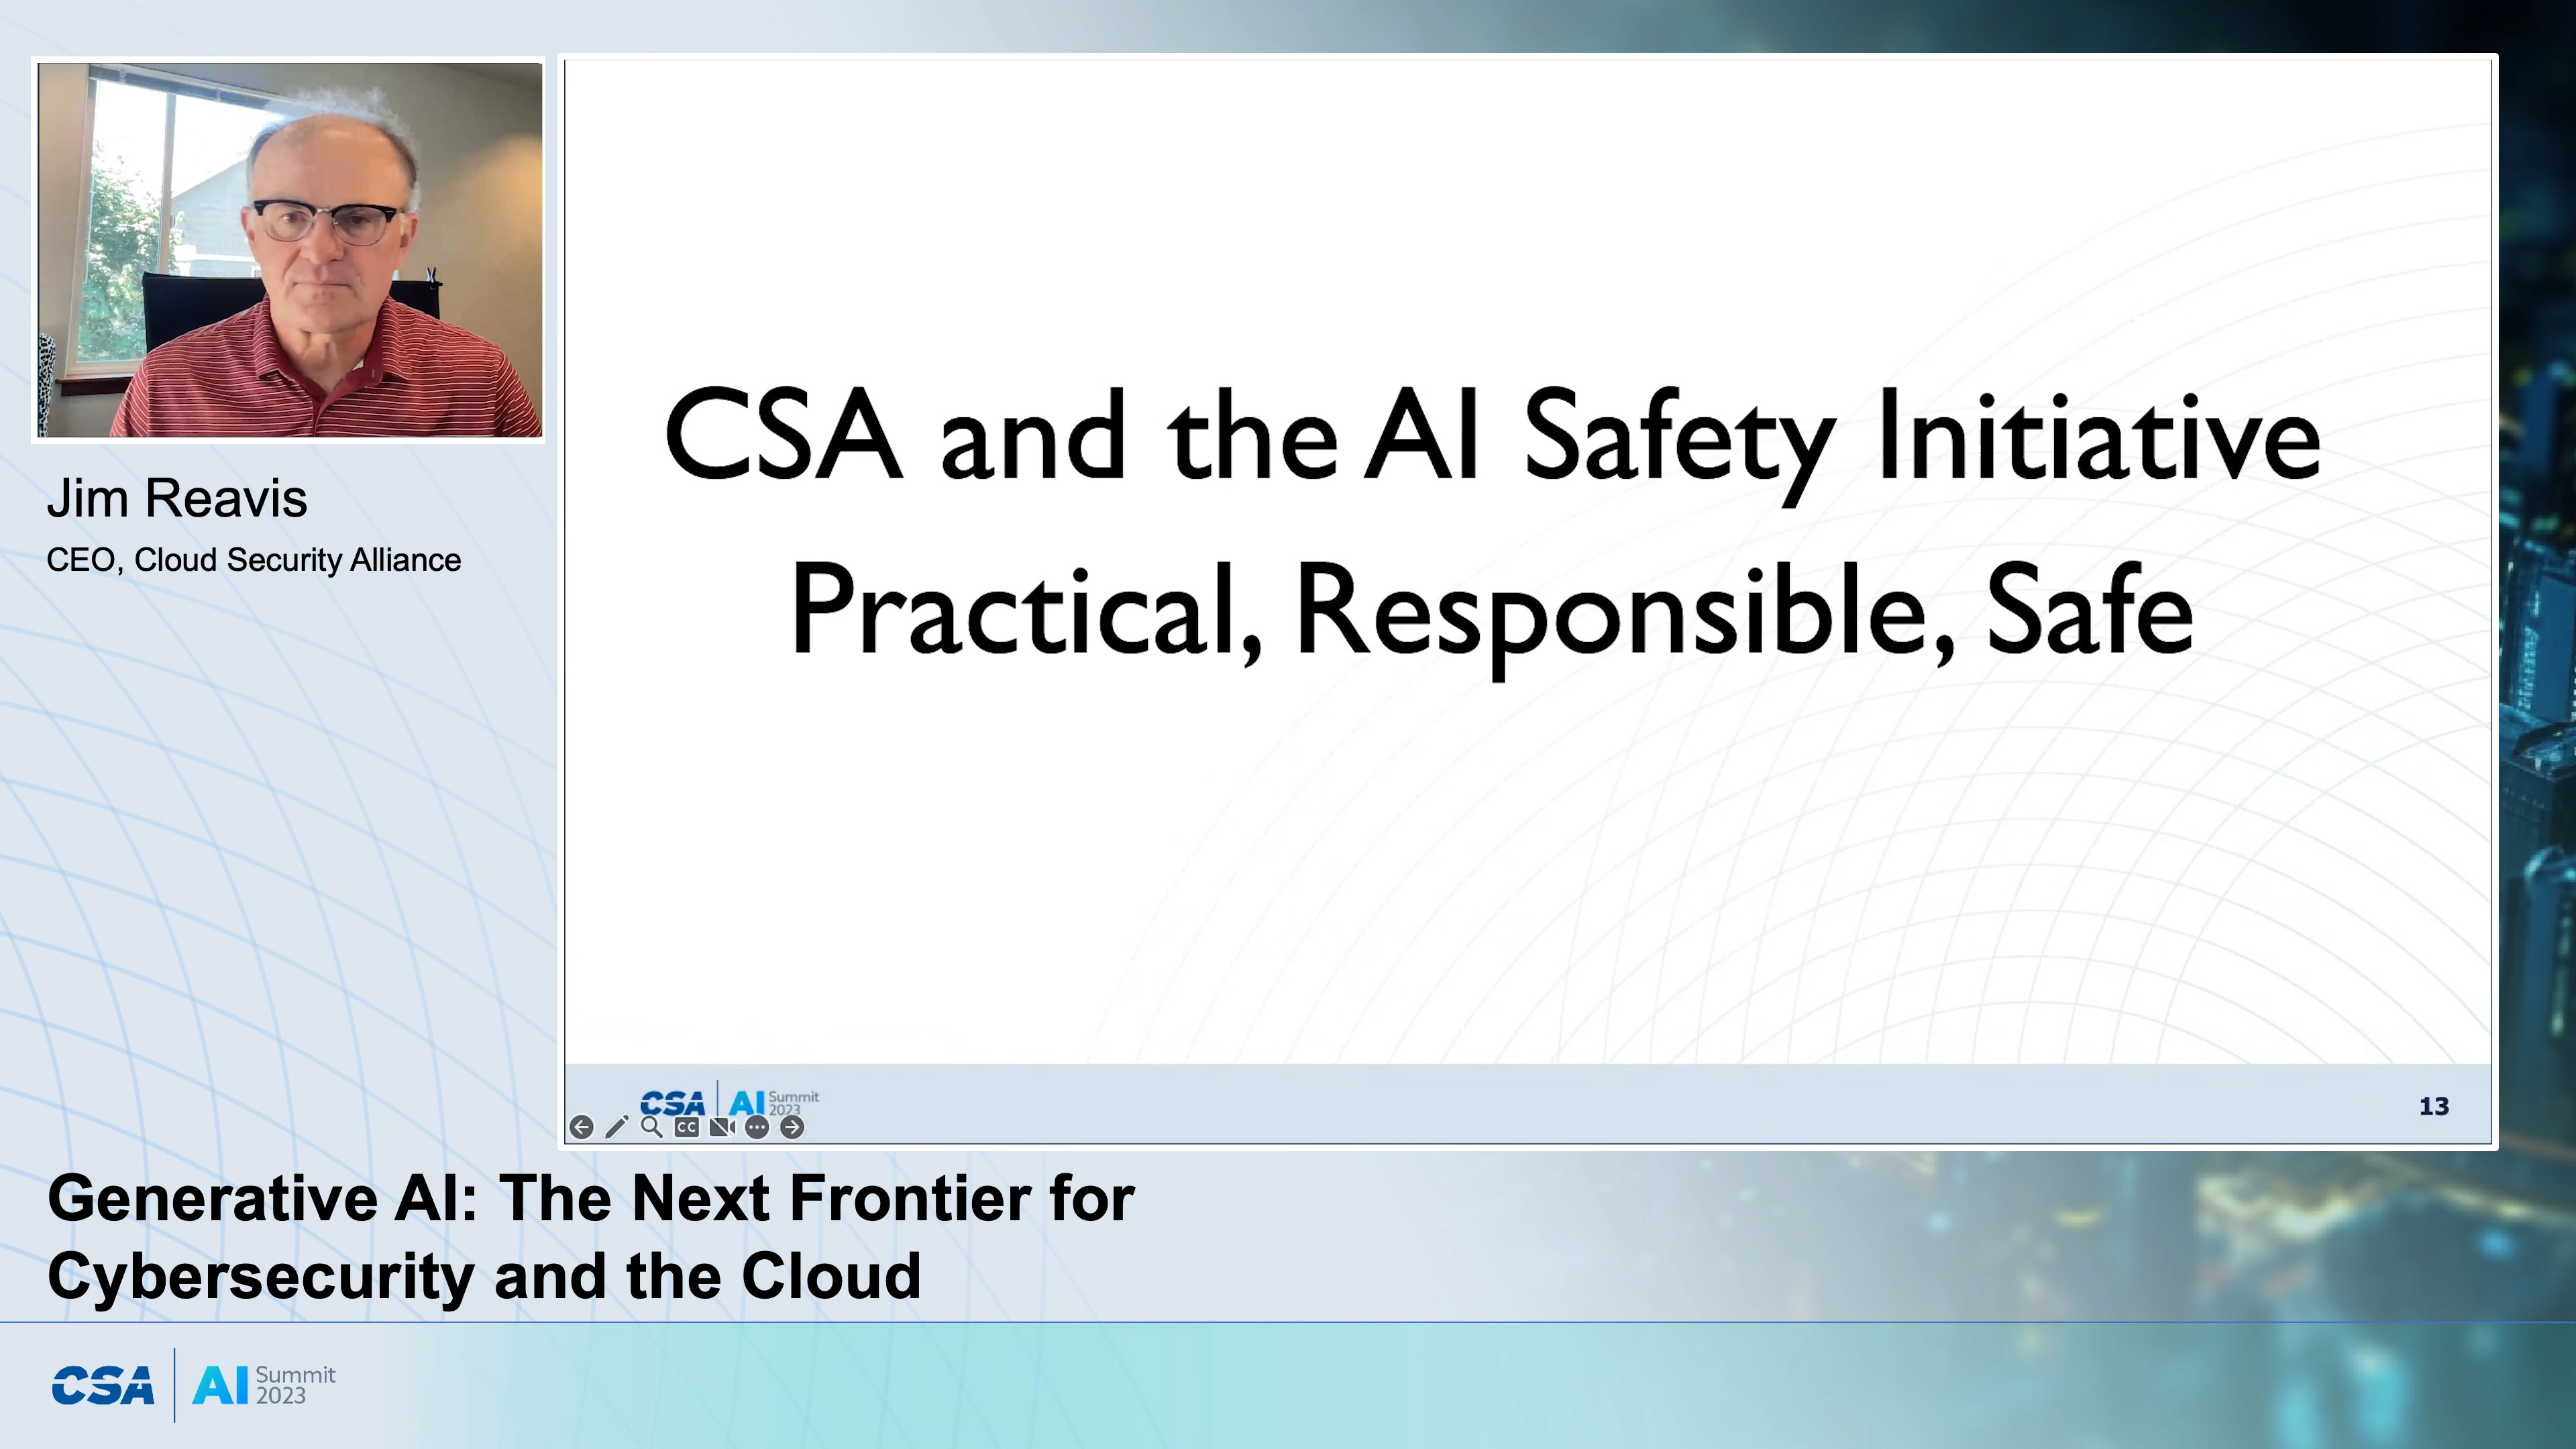 Jim Reavis
CEO, Cloud Security Alliance
CSA and the AI Safety Initiative
Practical, Responsible, Safe
CSA AI Summit
2023
CC
13
Generative AI: The Next Frontier for
Cybersecurity and the Cloud
CSA AI Summit
2023